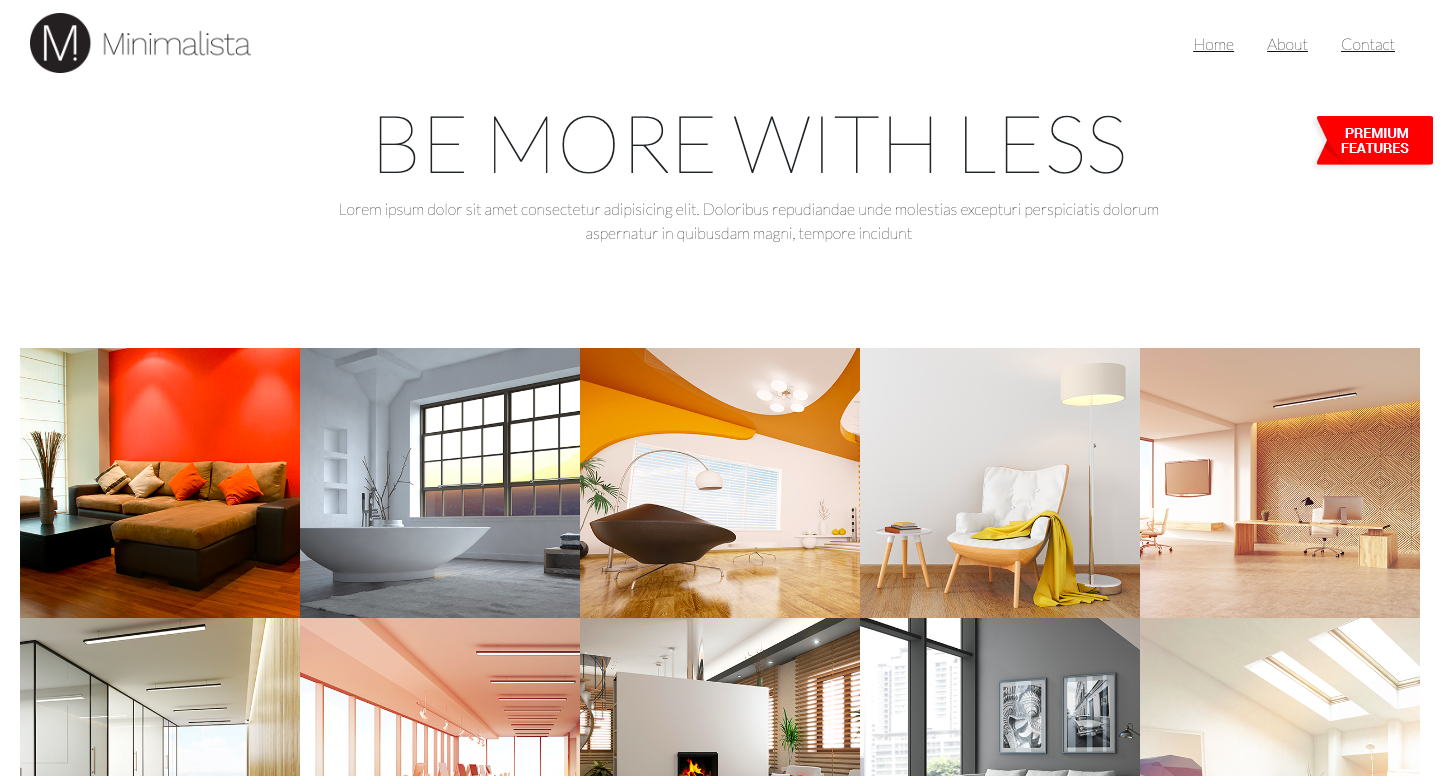 M! Minimalista
Home About Contact
BE MORE WITH LESS
PREMIUM
FEATURES
Lorem ipsum dolor sit amet consectetur adipisicing elit. Doloribus repudiandae unde molestias excepturi perspiciatis dolorum
aspernatur in quibusdam magni, tempore incidunt